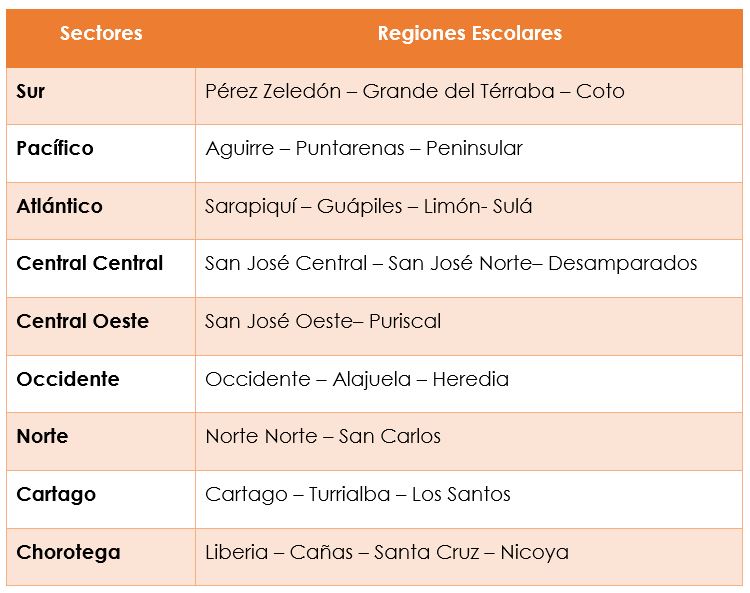 Sectores Regiones Escolares
Sur Pérez Zeledón – Grande del Térraba – Coto
Pacífico Aguirre – Puntarenas – Peninsular
Atlántico Sarapiquí – Guápiles – Limón- Sulá
Central Central San José Central – San José Norte– Desamparados
Central Oeste San José Oeste– Puriscal
Occidente Occidente – Alajuela – Heredia
Norte Norte Norte – San Carlos
Cartago Cartago – Turrialba – Los Santos
Chorotega Liberia – Cañas – Santa Cruz – Nicoya